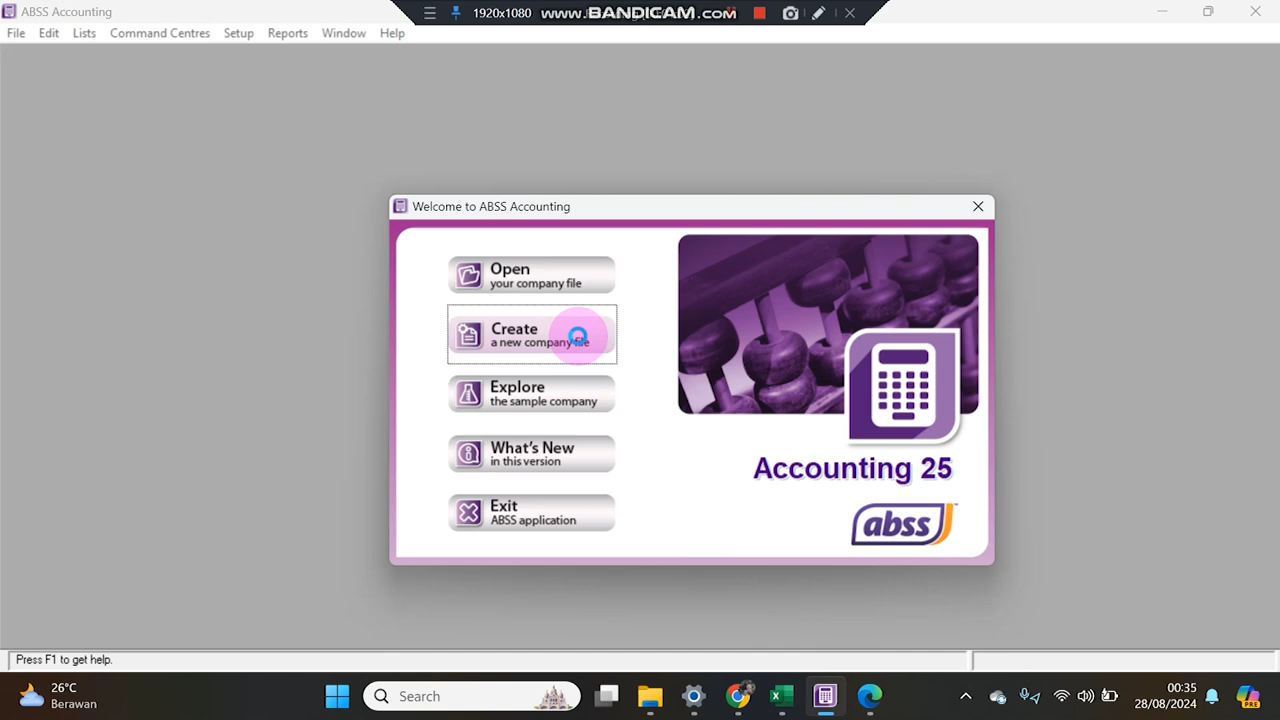 ABSS Accounting
1920x1080
www.BANDICAM.com
File Edit Lists Command Centres Setup Reports Window Help
Welcome to ABSS Accounting
Open
your company file
Create
a new company file
Explore
the sample company
What's New
in this version
Exit
ABSS application
Accounting 25
abss
Press F1 to get help.
26°C
Berawan
Search
00:35
28/08/2024
PRE